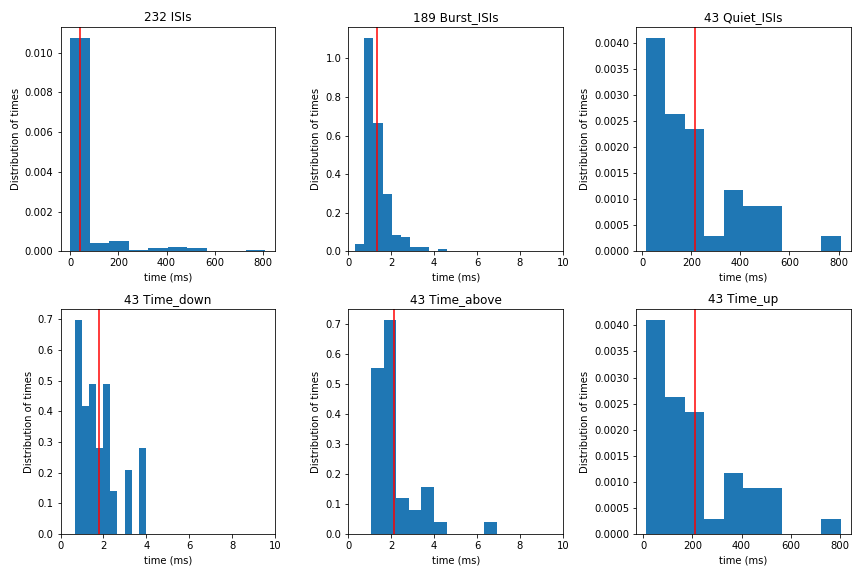 232 ISIs
189 Burst_ISIs
43 Quiet_ISIs
Distribution of times
0.010
0.008
0.006
0.004
0.002
0.000
0 200 400 600 800
time (ms)
Distribution of times
1.0
0.8
0.6
0.4
0.2
0.0
0 2 4 6 8 10
time (ms)
Distribution of times
0.0040
0.0035
0.0030
0.0025
0.0020
0.0015
0.0010
0.0005
0.0000
0 200 400 600 800
time (ms)
43 Time_down
43 Time_above
43 Time_up
Distribution of times
0.7
0.6
0.5
0.4
0.3
0.2
0.1
0.0
0 2 4 6 8 10
time (ms)
Distribution of times
0.7
0.6
0.5
0.4
0.3
0.2
0.1
0.0
0 2 4 6 8 10
time (ms)
Distribution of times
0.0040
0.0035
0.0030
0.0025
0.0020
0.0015
0.0010
0.0005
0.0000
0 200 400 600 800
time (ms)